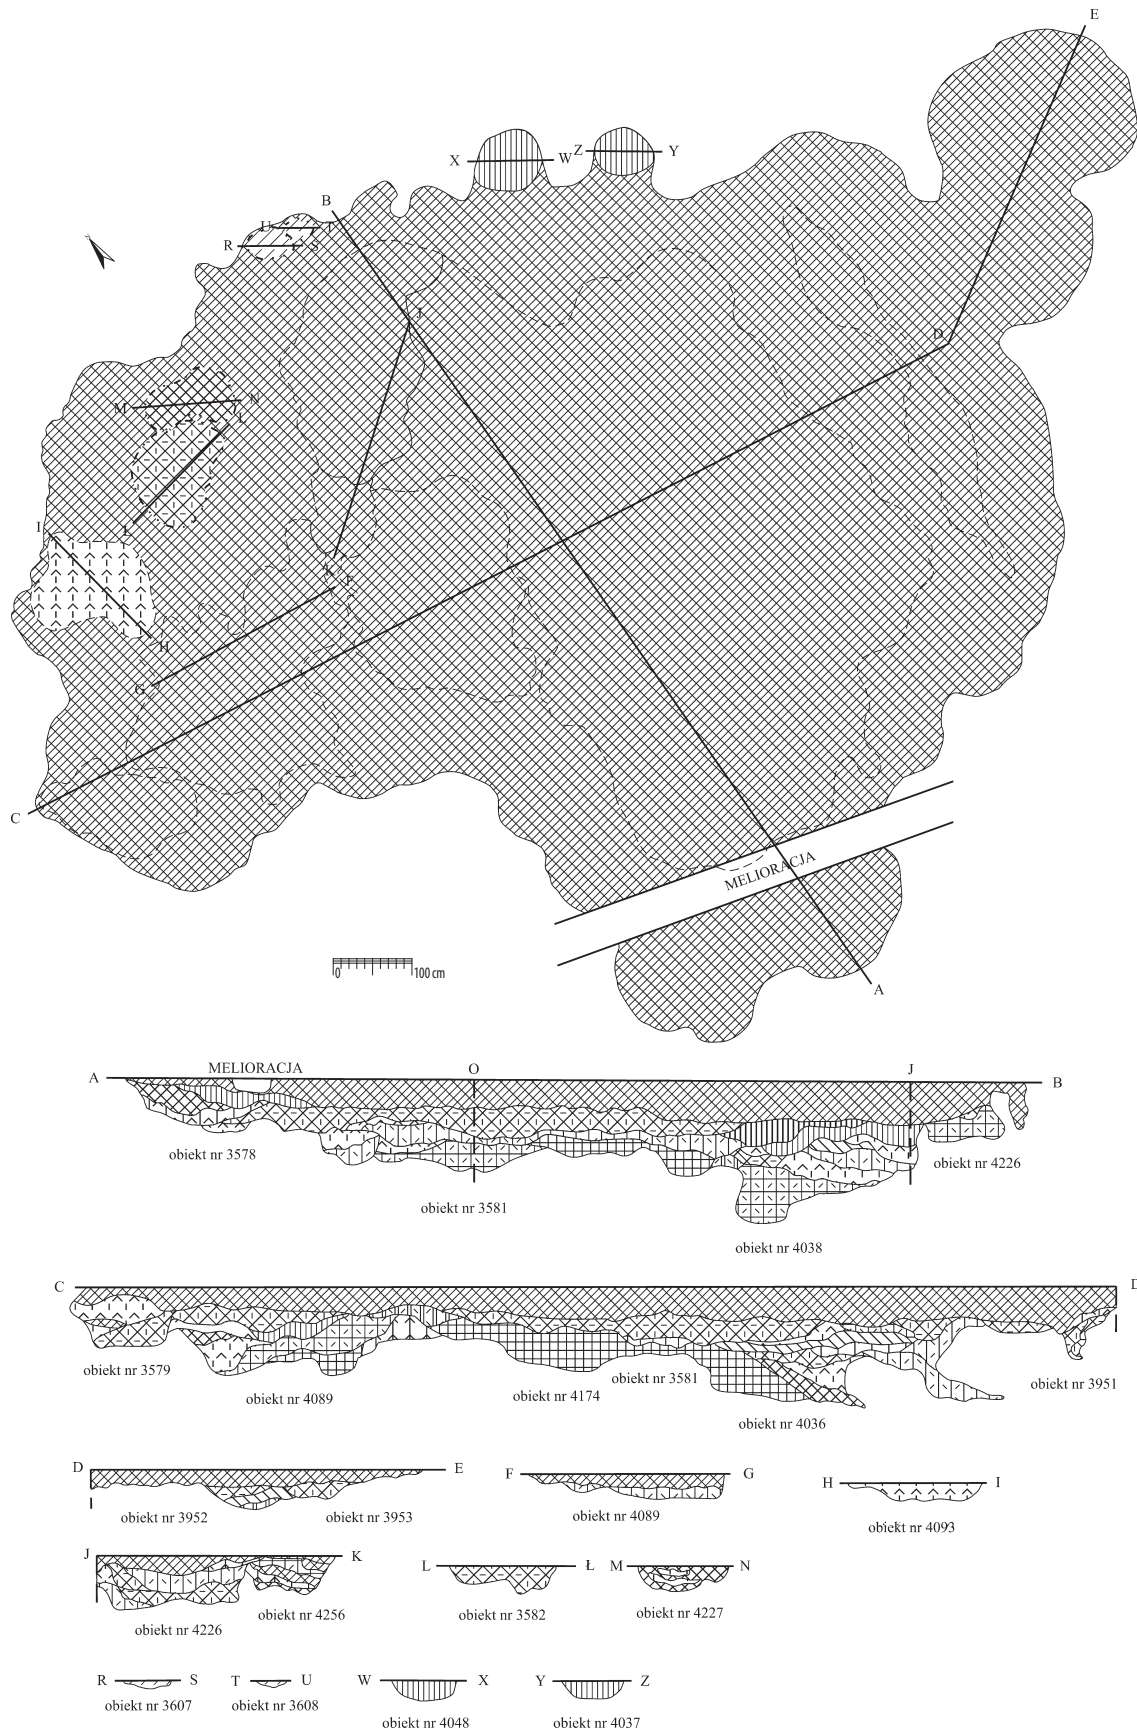 E
X W Z Y
B
U T
R S
J
D
M N
Ł
L
I
K F
H
G
C
MELIORACJA
0 100 cm
A
A MELIORACJA O J B
obiekt nr 3578 obiekt nr 4226
obiekt nr 3581
obiekt nr 4038
C D
obiekt nr 3579 obiekt nr 3581 obiekt nr 3951
obiekt nr 4089 obiekt nr 4174
obiekt nr 4036
D E F G H I
obiekt nr 3952 obiekt nr 3953 obiekt nr 4089 obiekt nr 4093
J K L Ł M N
obiekt nr 4226 obiekt nr 4256 obiekt nr 3582 obiekt nr 4227
R S T U W X Y Z
obiekt nr 3607 obiekt nr 3608 obiekt nr 4048 obiekt nr 4037